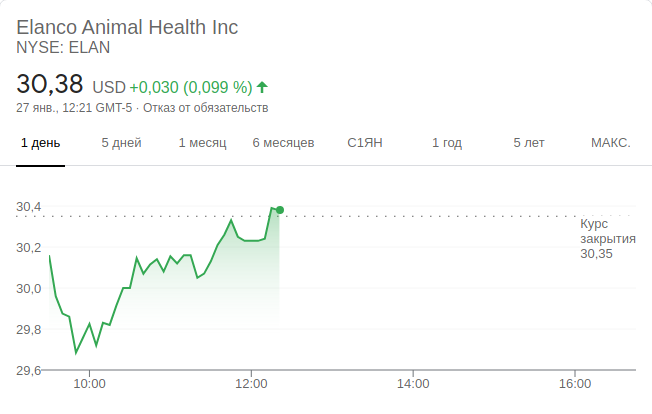 Elanco Animal Health Inc
NYSE: ELAN
30,38 USD +0,030 (0,099 %)
27 янв., 12:21 GMT-5 · Отказ от обязательств
1 день 5 дней 1 месяц 6 месяцев С1ЯН 1 год 5 лет МАКС.
30,4
Курс
закрытия
30,35
30,2
30,0
29,8
29,6
10:00 12:00 14:00 16:00